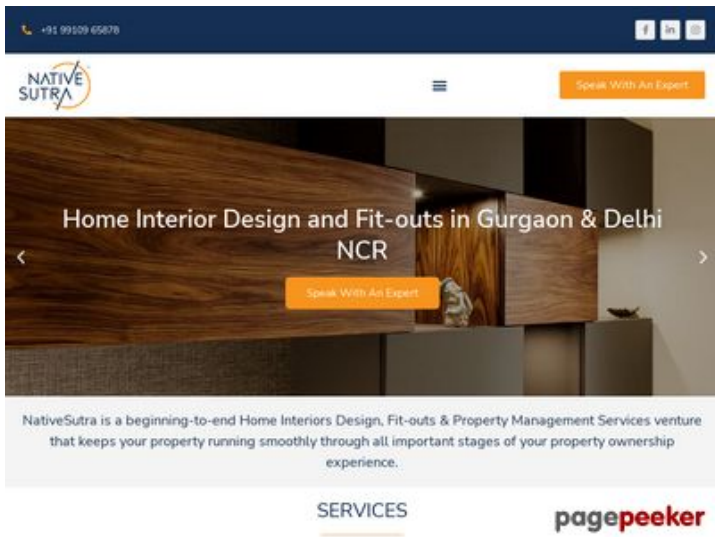 +91 99109 65878
NATIVE
SUTRA
Speak With An Expert
Home Interior Design and Fit-outs in Gurgaon & Delhi
NCR
Speak With An Expert
NativeSutra is a beginning-to-end Home Interiors Design, Fit-outs & Property Management Services venture
that keeps your property running smoothly through all important stages of your property ownership
experience.
SERVICES
pagepeeker